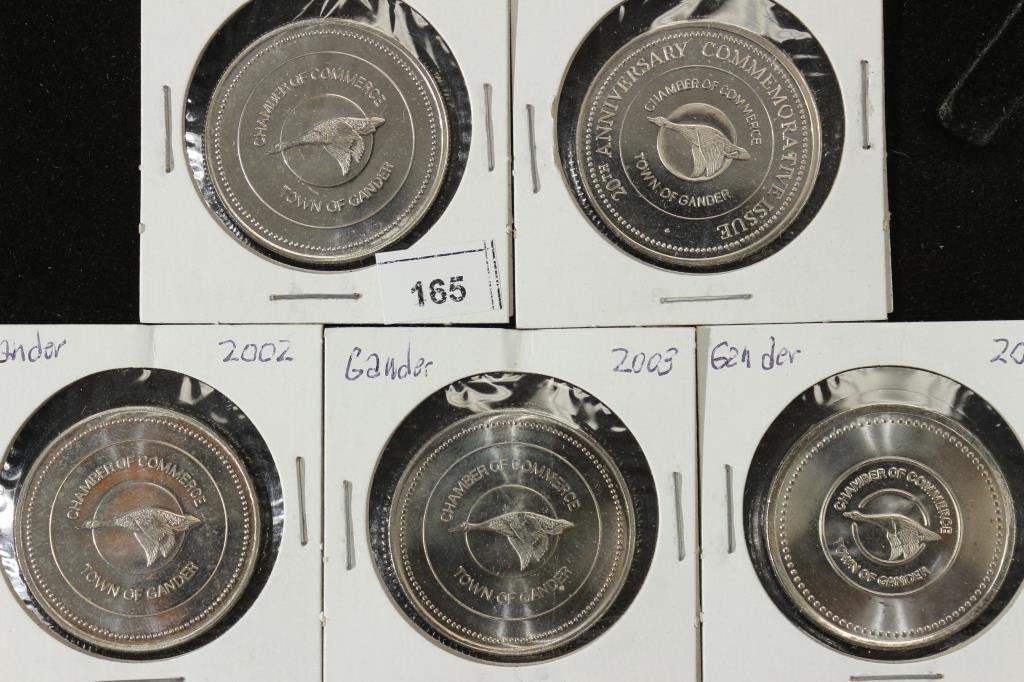 CHAMBER OF COMMERCE
TOWN OF GANDER
20TH ANNIVERSARY COMMEMORATIVE ISSUE
CHAMBER OF COMMERCE
TOWN OF GANDER
165
ander 2002
Gander 2003
Gander 20
CHAMBER OF COMMERCE
TOWN OF GANDER
CHAMBER OF COMMERCE
TOWN OF GANDER
CHAMBER OF COMMERCE
TOWN OF GANDER